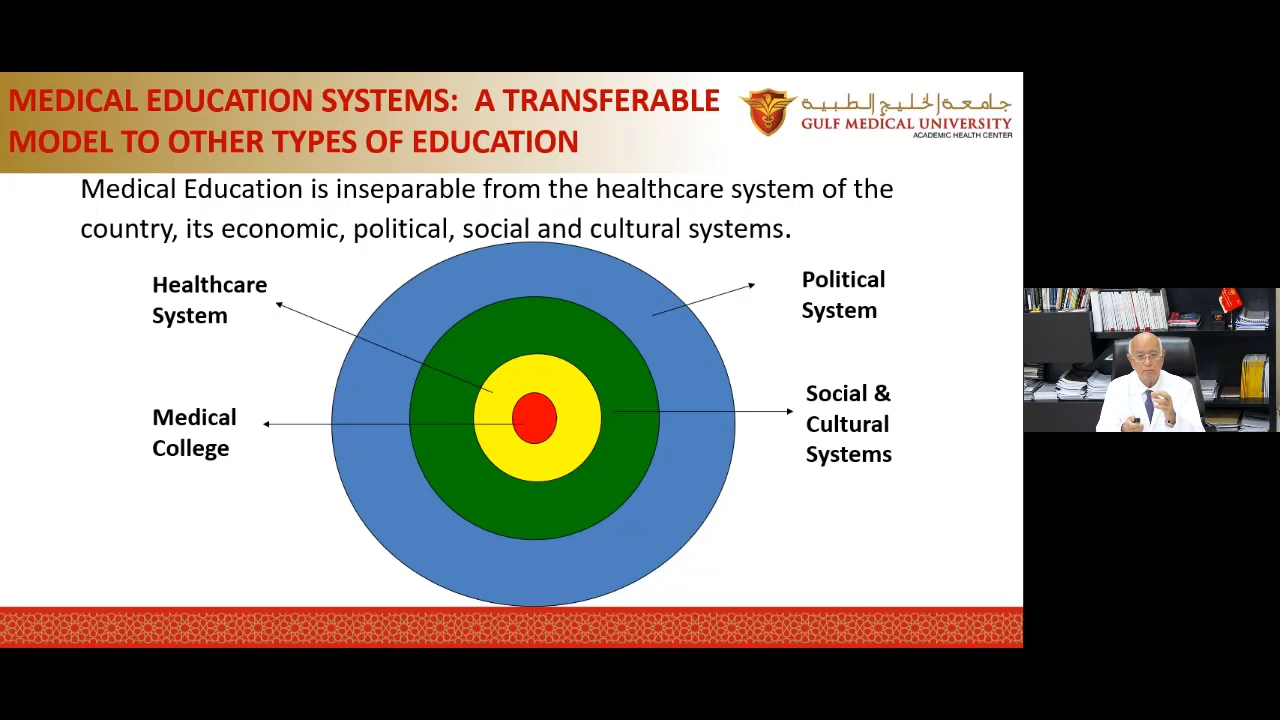 MEDICAL EDUCATION SYSTEMS: A TRANSFERABLE
MODEL TO OTHER TYPES OF EDUCATION
جامعة الخليج الطبية
GULF MEDICAL UNIVERSITY
ACADEMIC HEALTH CENTER
Medical Education is inseparable from the healthcare system of the
country, its economic, political, social and cultural systems.
Healthcare
System
Political
System
Medical
College
Social &
Cultural
Systems